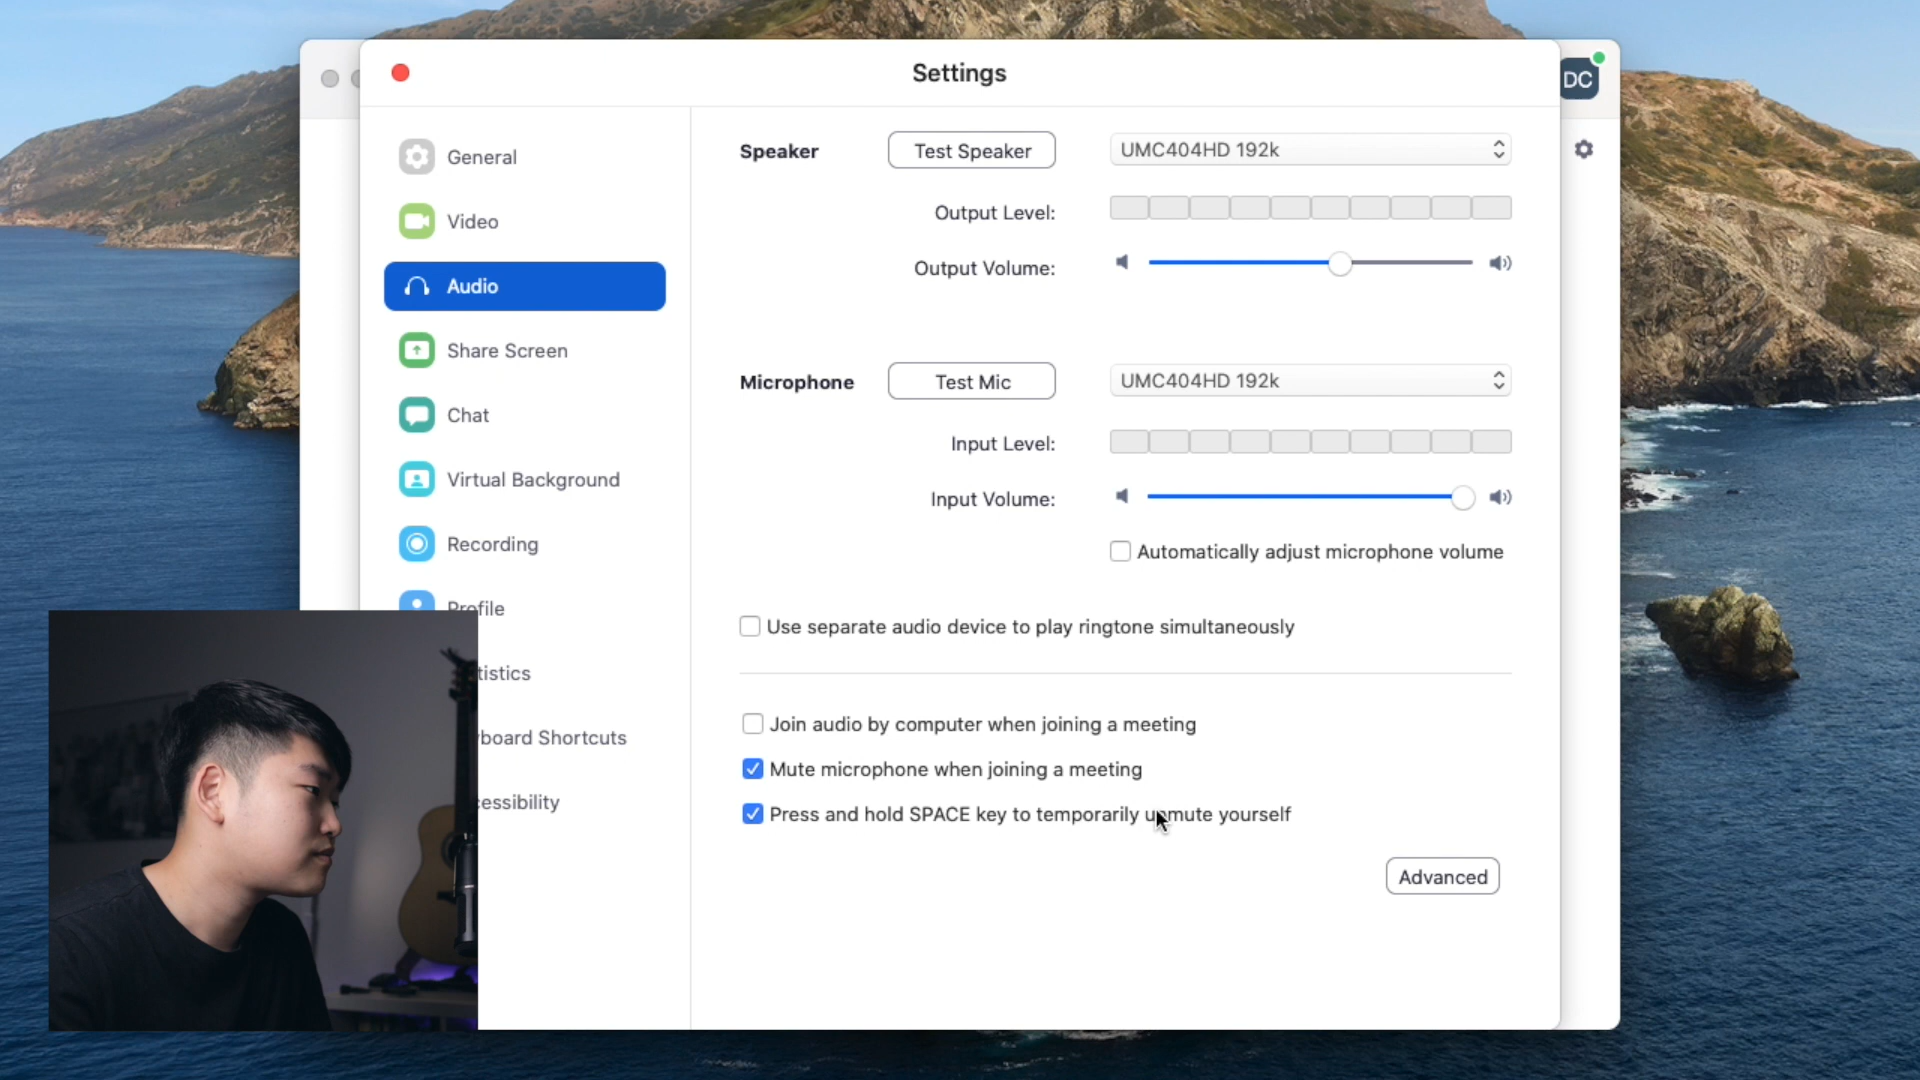 Settings
DC
General
Video
Audio
Share Screen
Chat
Virtual Background
Recording
Profile
tistics
board Shortcuts
essibility
Speaker
Test Speaker
UMC404HD 192k
Output Level:
Output Volume:
Microphone
Test Mic
UMC404HD 192k
Input Level:
Input Volume:
Automatically adjust microphone volume
Use separate audio device to play ringtone simultaneously
Join audio by computer when joining a meeting
Mute microphone when joining a meeting
Press and hold SPACE key to temporarily unmute yourself
Advanced